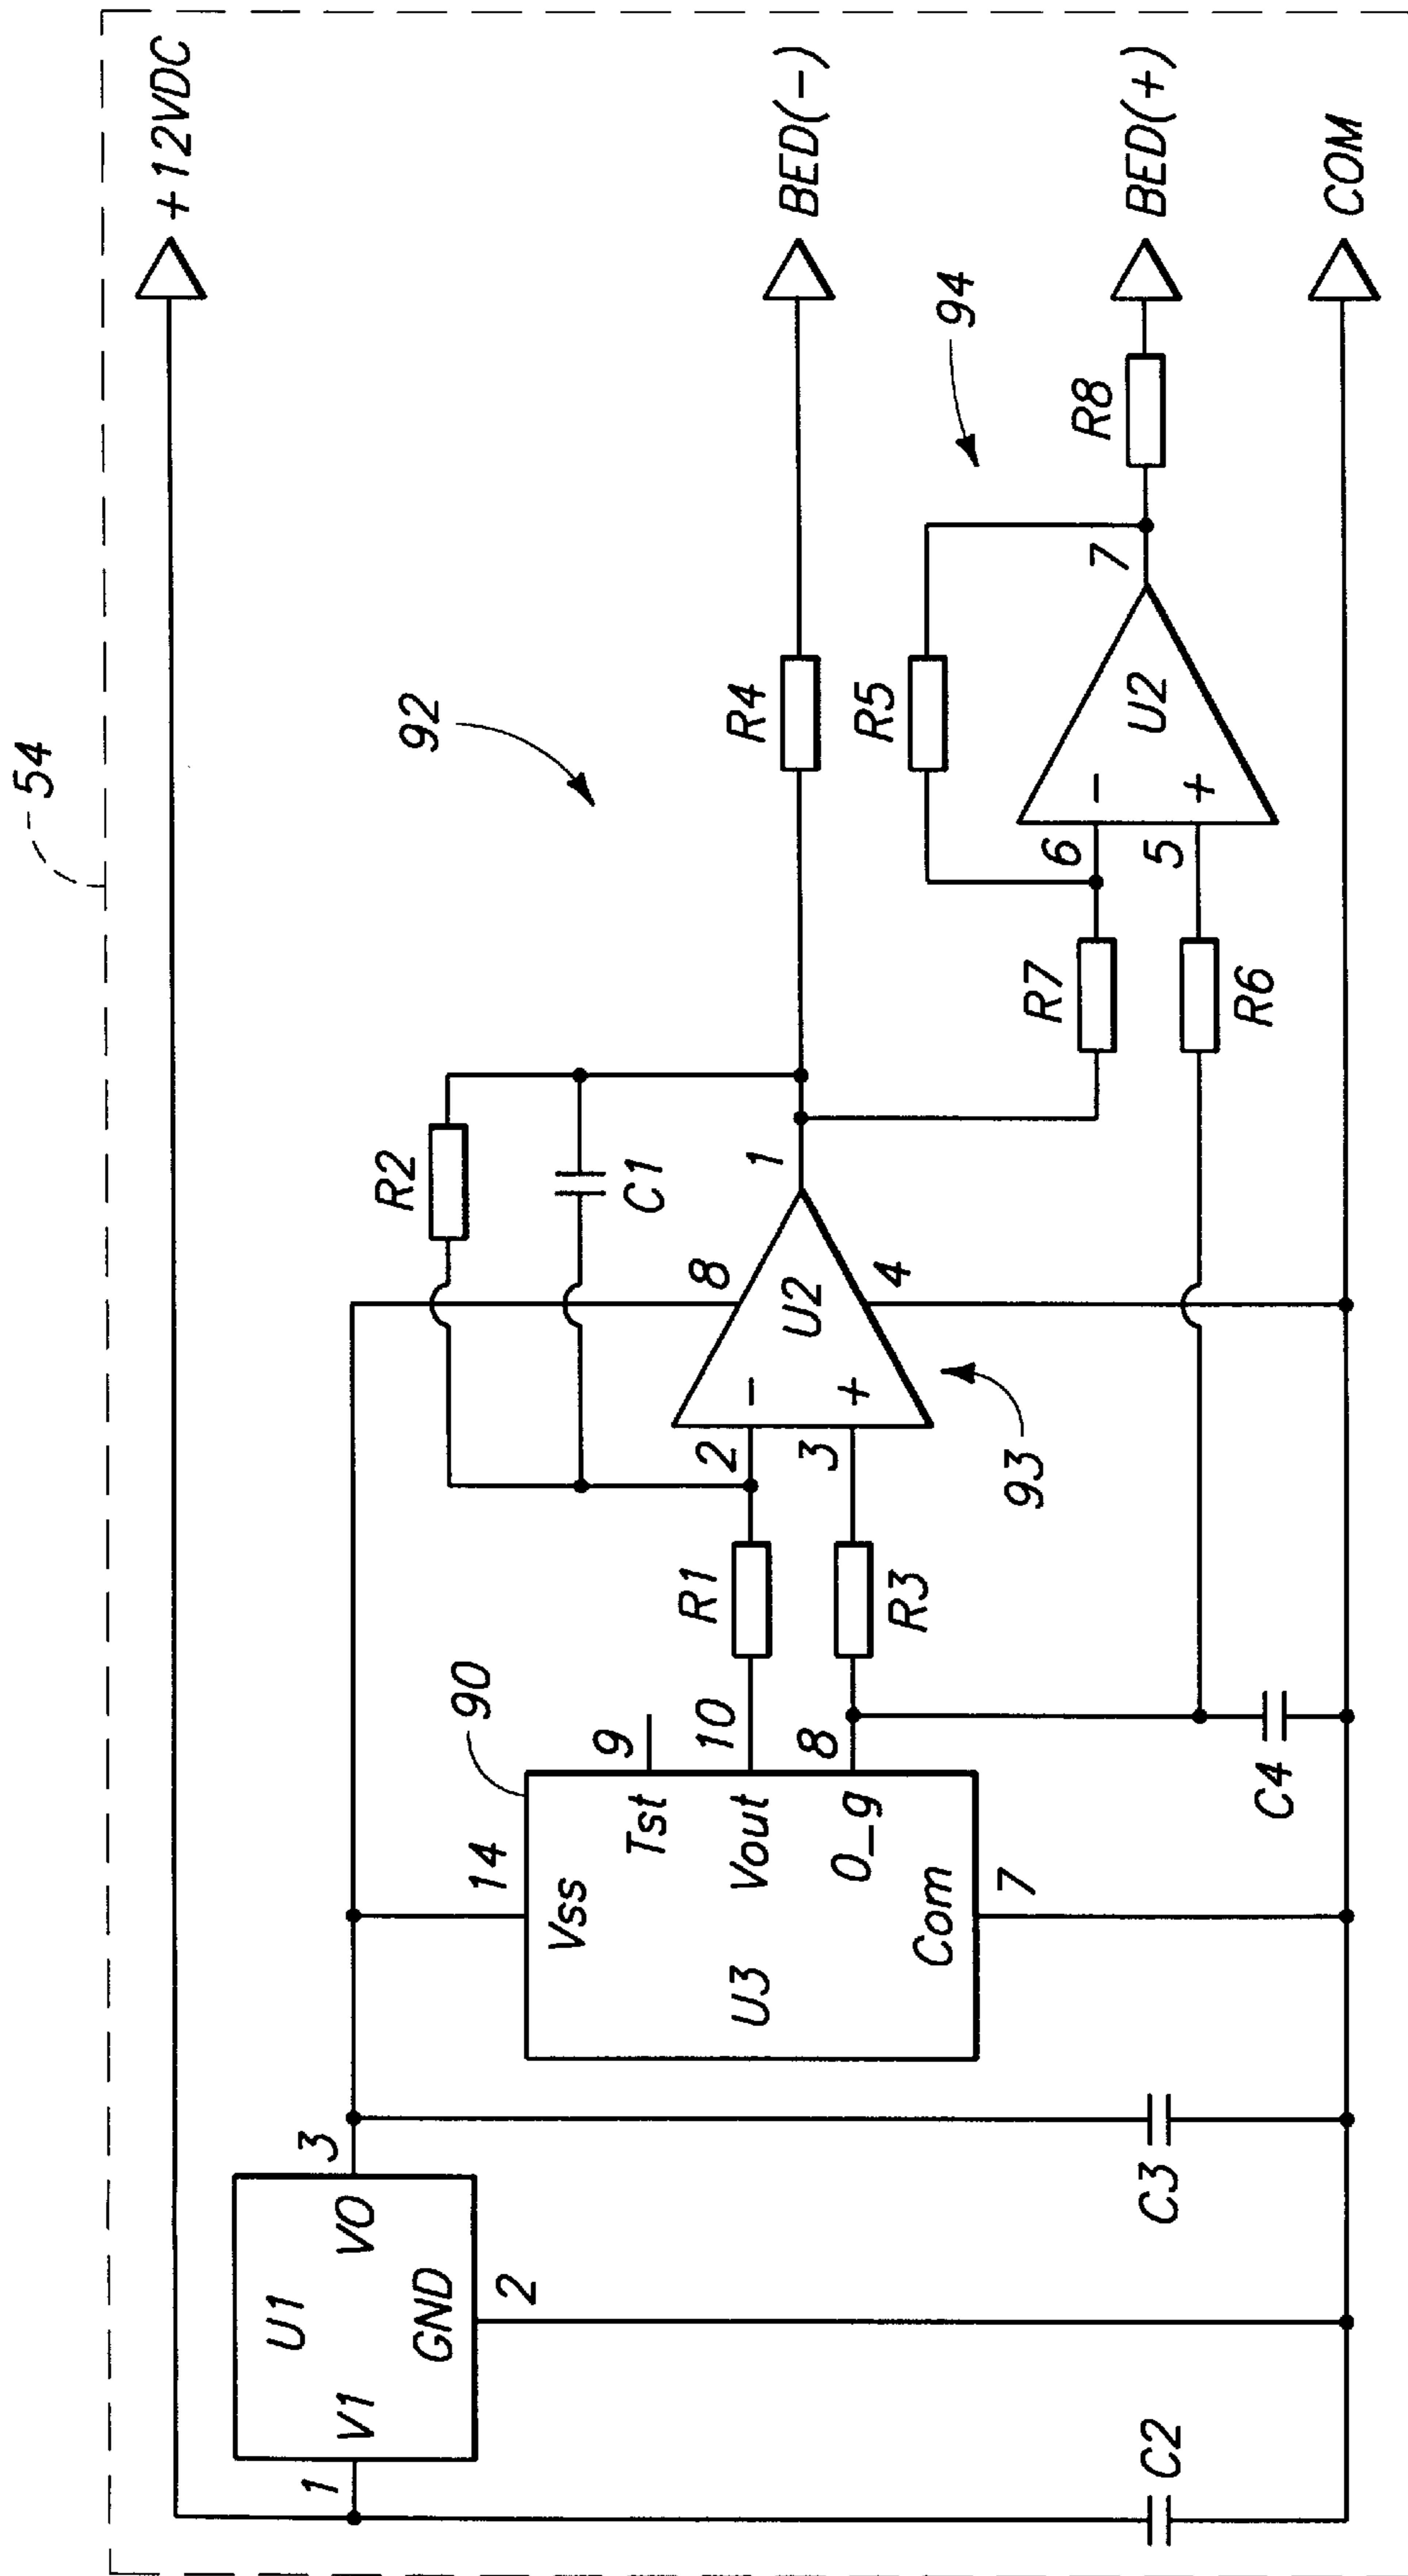 54
+12VDC
92
BED(-)
R4
R2
C1
R5
94
BED(+)
R8
COM
U1
V1
VO
GND
1
3
2
14
Vss
90
9
Tst
10
Vout
8
O_g
U3
Com
7
R1
R3
2
3
-
+
U2
8
4
1
93
R7
R6
6
5
-
+
U2
7
C2
C3
C4